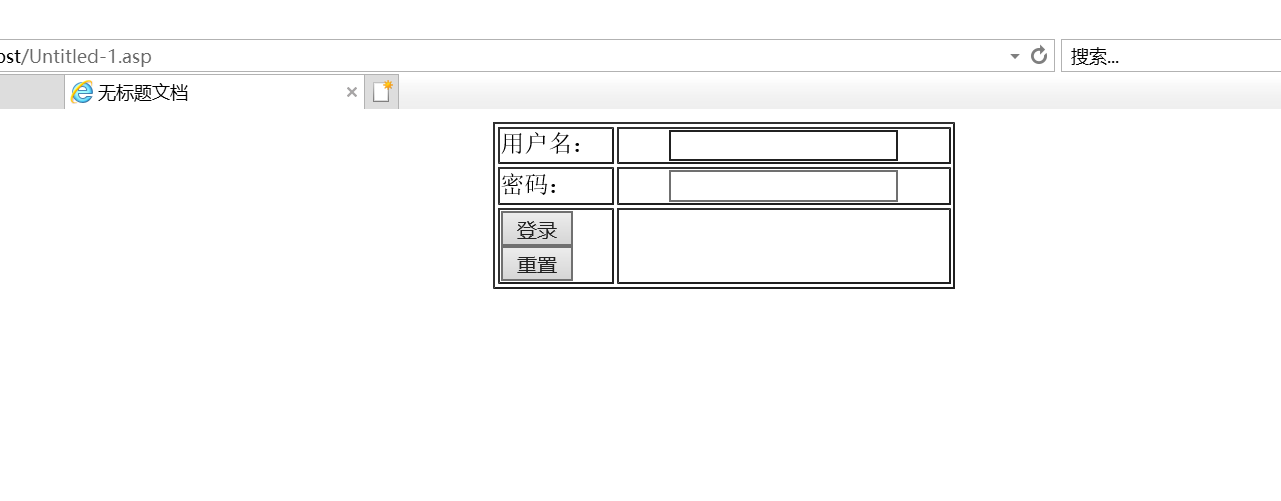 ost/Untitled-1.asp
搜索...
无标题文档
用户名：
密码：
登录
重置